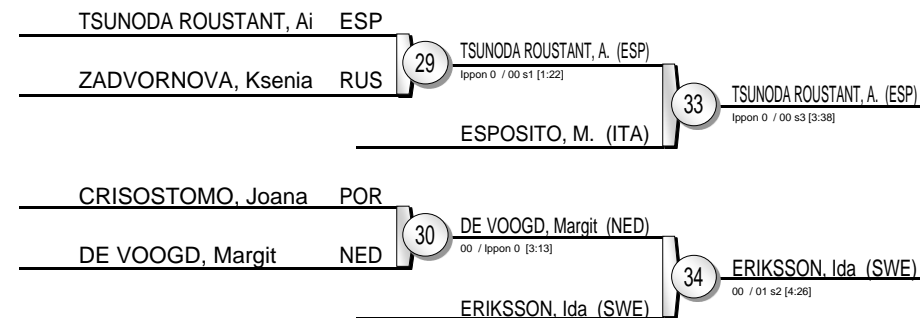 TSUNODA ROUSTANT, Ai ESP
ZADVORNOVA, Ksenia RUS
29
TSUNODA ROUSTANT, A. (ESP)
Ippon 0 / 00 s1 [1:22]
ESPOSITO, M. (ITA)
33
TSUNODA ROUSTANT, A. (ESP)
Ippon 0 / 00 s3 [3:38]
CRISOSTOMO, Joana POR
DE VOOGD, Margit NED
30
DE VOOGD, Margit (NED)
00 / Ippon 0 [3:13]
ERIKSSON, Ida (SWE)
34
ERIKSSON, Ida (SWE)
00 / 01 s2 [4:26]